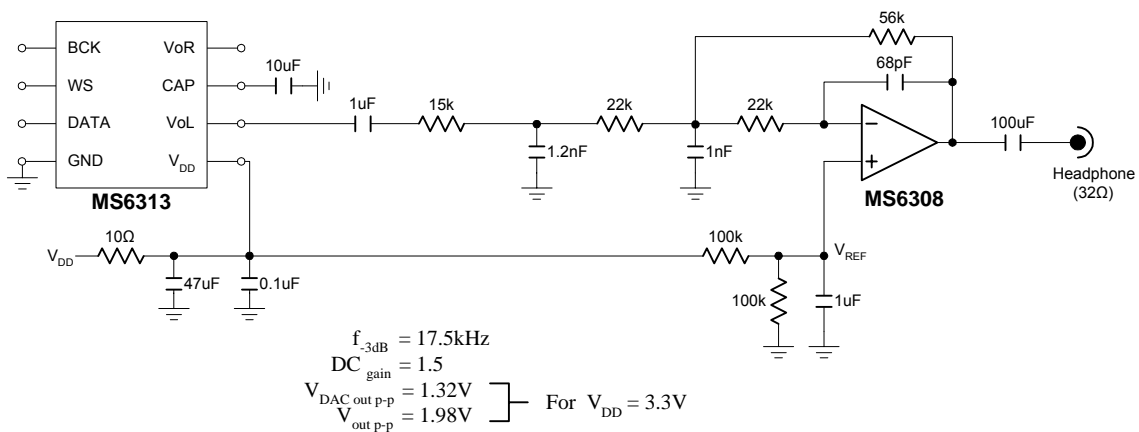 56k
68pF
BCK
VoR
10uF
WS
CAP
1uF
15k
22k
22k
DATA
VoL
1.2nF
1nF
−
100uF
+
GND
VDD
Headphone
(32Ω)
MS6313
MS6308
VDD
10Ω
100k
VREF
47uF
0.1uF
100k
1uF
f-3dB = 17.5kHz
DC gain = 1.5
VDAC out p-p = 1.32V
Vout p-p = 1.98V
For VDD = 3.3V